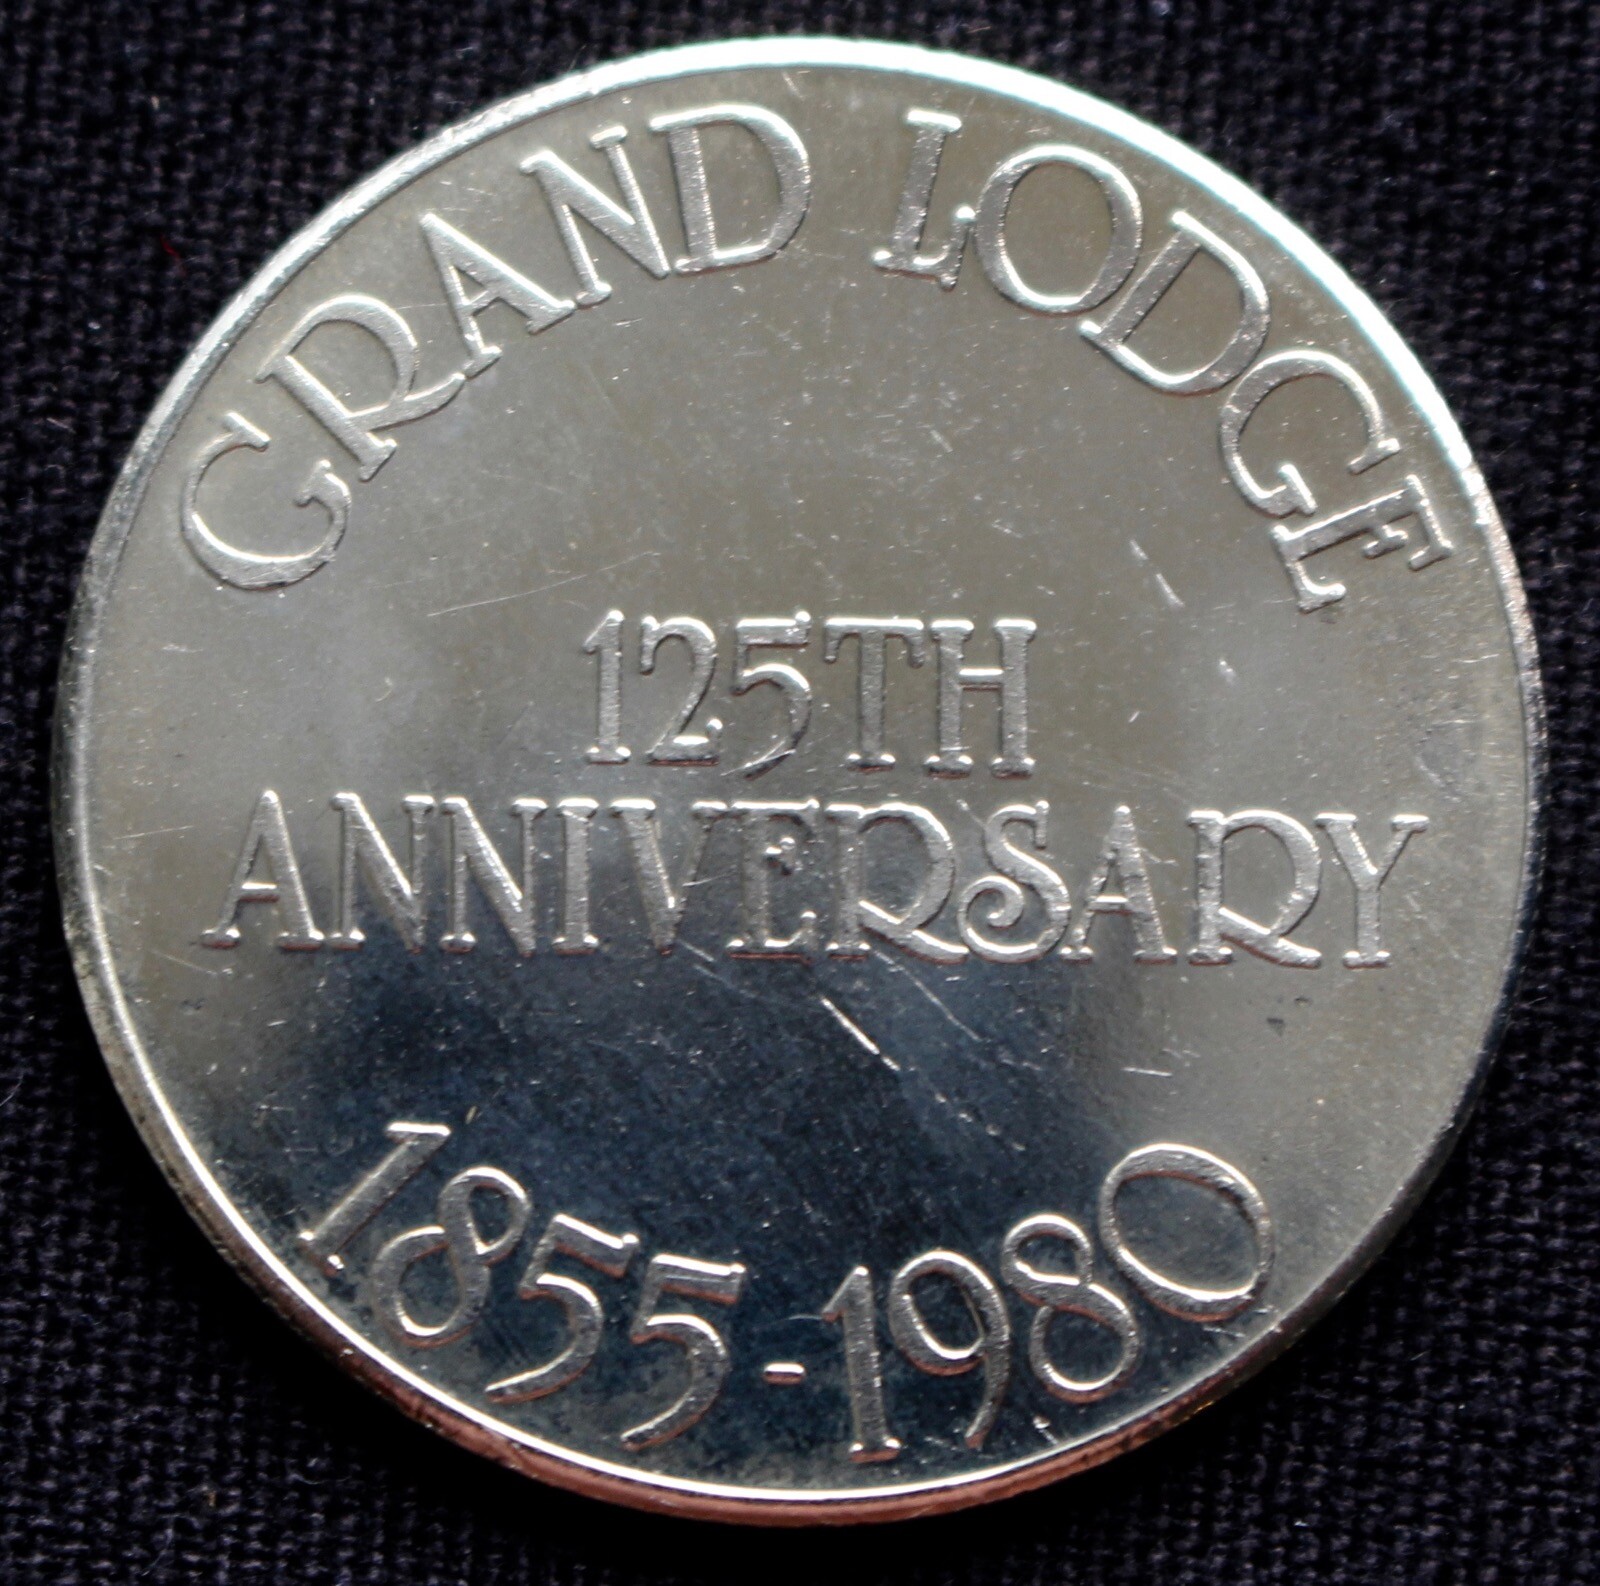 GRAND LODGE
125TH
ANNIVERSARY
1855-1980